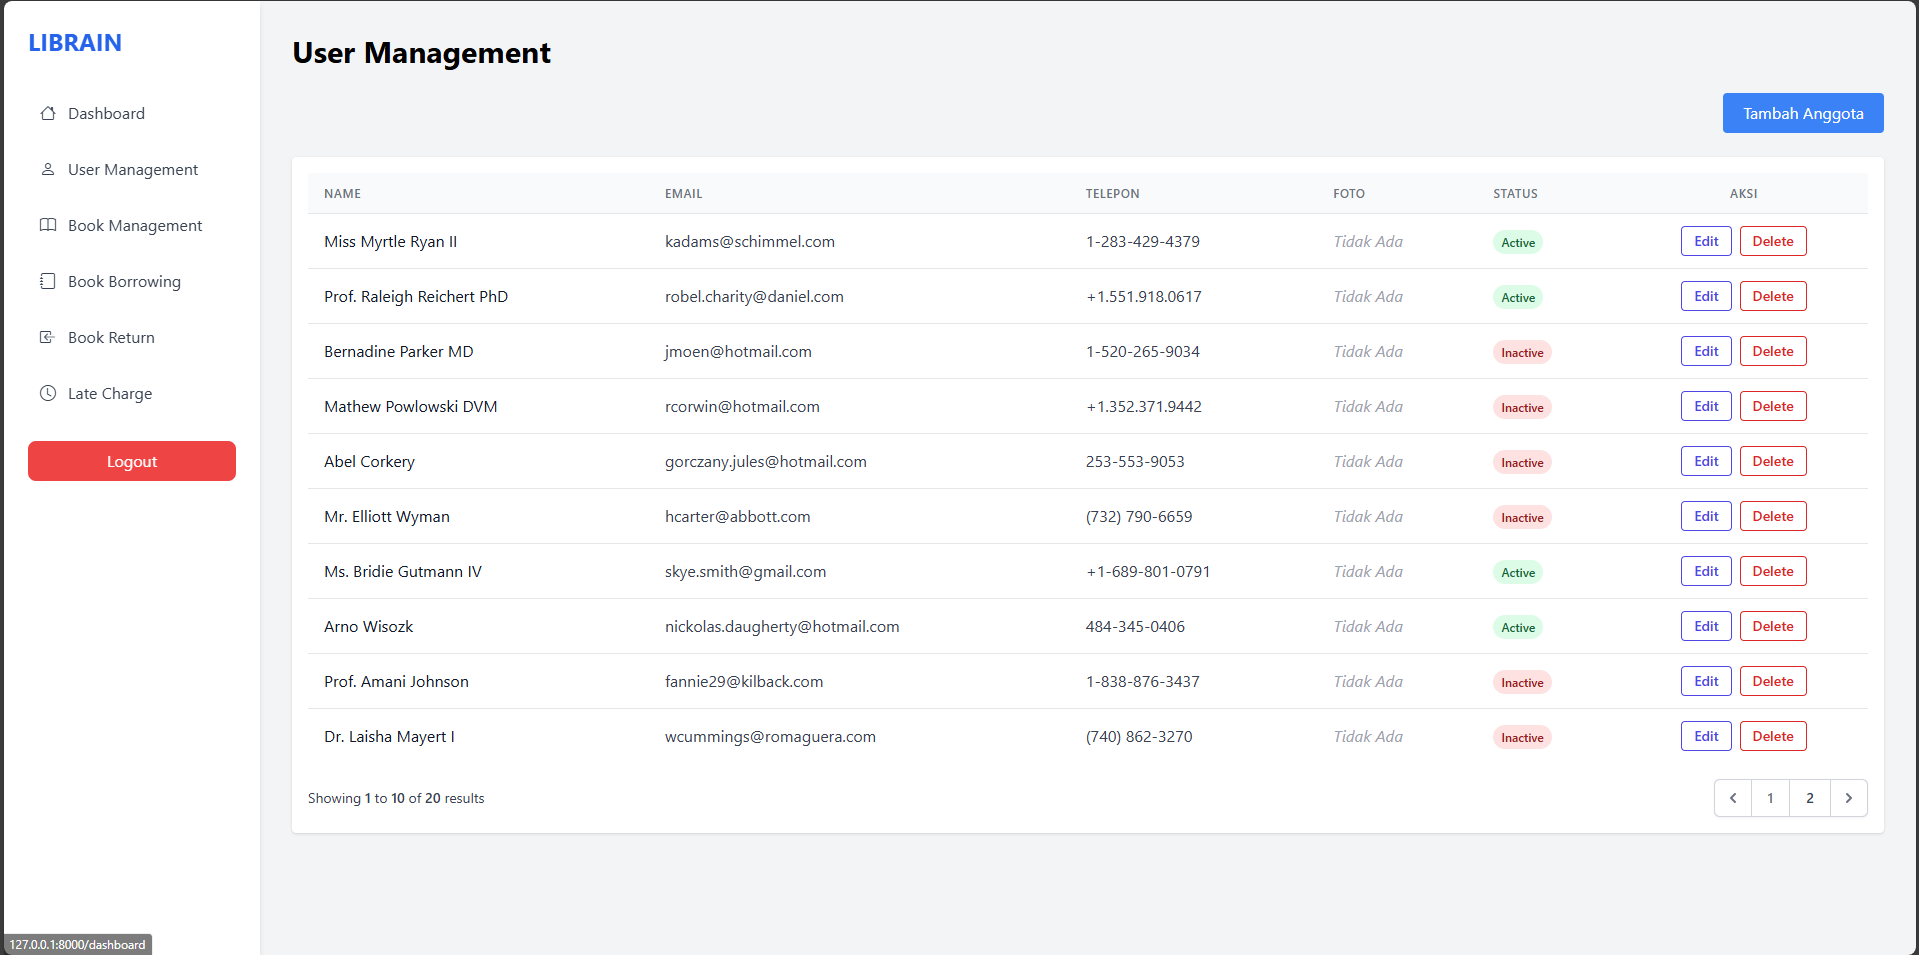 LIBRAIN
Dashboard
User Management
Book Management
Book Borrowing
Book Return
Late Charge
Logout
User Management
Tambah Anggota
NAME EMAIL TELEPON FOTO STATUS AKSI
Miss Myrtle Ryan II kadams@schimmel.com 1-283-429-4379 Tidak Ada Active Edit Delete
Prof. Raleigh Reichert PhD robel.charity@daniel.com +1.551.918.0617 Tidak Ada Active Edit Delete
Bernadine Parker MD jmoen@hotmail.com 1-520-265-9034 Tidak Ada Inactive Edit Delete
Mathew Powlowski DVM rcorwin@hotmail.com +1.352.371.9442 Tidak Ada Inactive Edit Delete
Abel Corkery gorczany.jules@hotmail.com 253-553-9053 Tidak Ada Inactive Edit Delete
Mr. Elliott Wyman hcarter@abbott.com (732) 790-6659 Tidak Ada Inactive Edit Delete
Ms. Bridie Gutmann IV skye.smith@gmail.com +1-689-801-0791 Tidak Ada Active Edit Delete
Arno Wisozk nickolas.daugherty@hotmail.com 484-345-0406 Tidak Ada Active Edit Delete
Prof. Amani Johnson fannie29@kilback.com 1-838-876-3437 Tidak Ada Inactive Edit Delete
Dr. Laisha Mayert I wcummings@romaguera.com (740) 862-3270 Tidak Ada Inactive Edit Delete
Showing 1 to 10 of 20 results 1 2
127.0.0.1:8000/dashboard